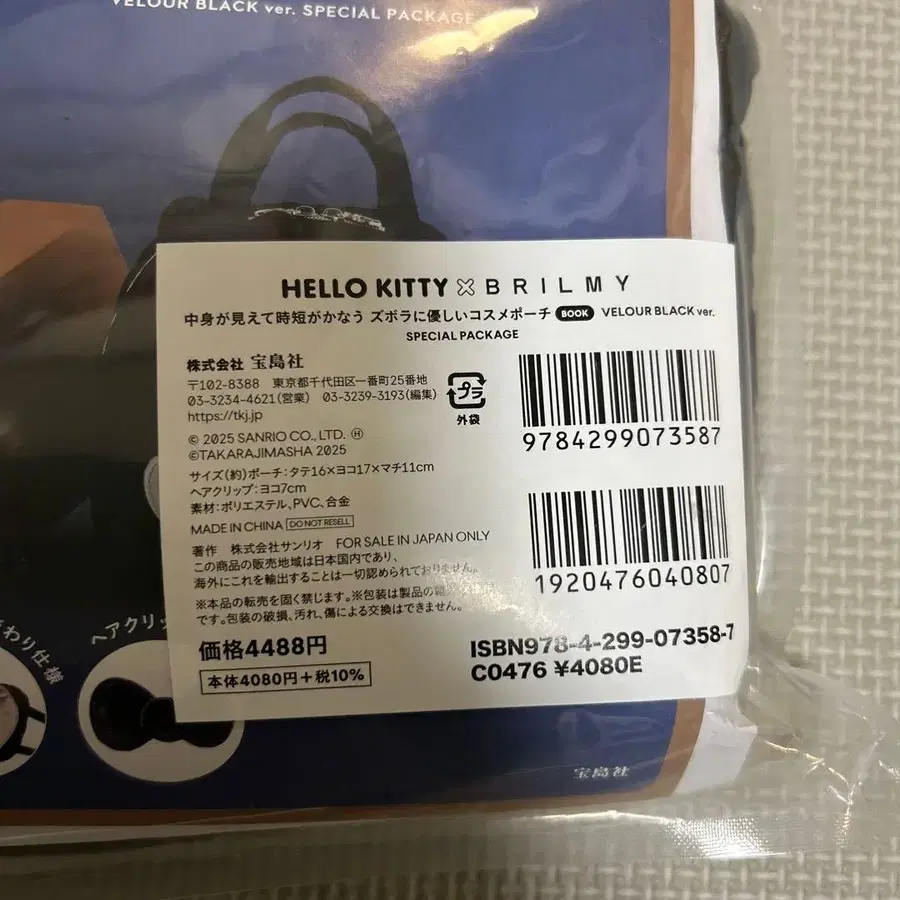 VELOUR BLACK ver. SPECIAL PACKAGE
HELLO KITTY × BRILMY
中身が見えて時短がかなう ズボラに優しいコスメポーチ BOOK VELOUR BLACK ver.
SPECIAL PACKAGE
株式会社 宝島社
〒102-8388 東京都千代田区一番町25番地
03-3234-4621(営業) 03-3239-3193(編集)
https://tkj.jp
プラ
外袋
© 2025 SANRIO CO., LTD. Ⓗ
©TAKARAJIMASHA 2025
サイズ(約)ポーチ:タテ16×ヨコ17×マチ11cm
ヘアクリップ:ヨコ7cm
素材:ポリエステル、PVC、合金
MADE IN CHINA DO NOT RESELL
著作 株式会社サンリオ FOR SALE IN JAPAN ONLY
この商品の販売地域は日本国内であり、
海外にこれを輸出することは一切認められておりません。
※本品の転売を固く禁じます。※包装は製品の
です。包装の破損、汚れ、傷による交換はできません。
価格4488円
本体4080円+税10%
9784299073587
1920476040807
ISBN978-4-299-07358-7
C0476 ¥4080E
わり仕様
ヘアクリッ
宝島社